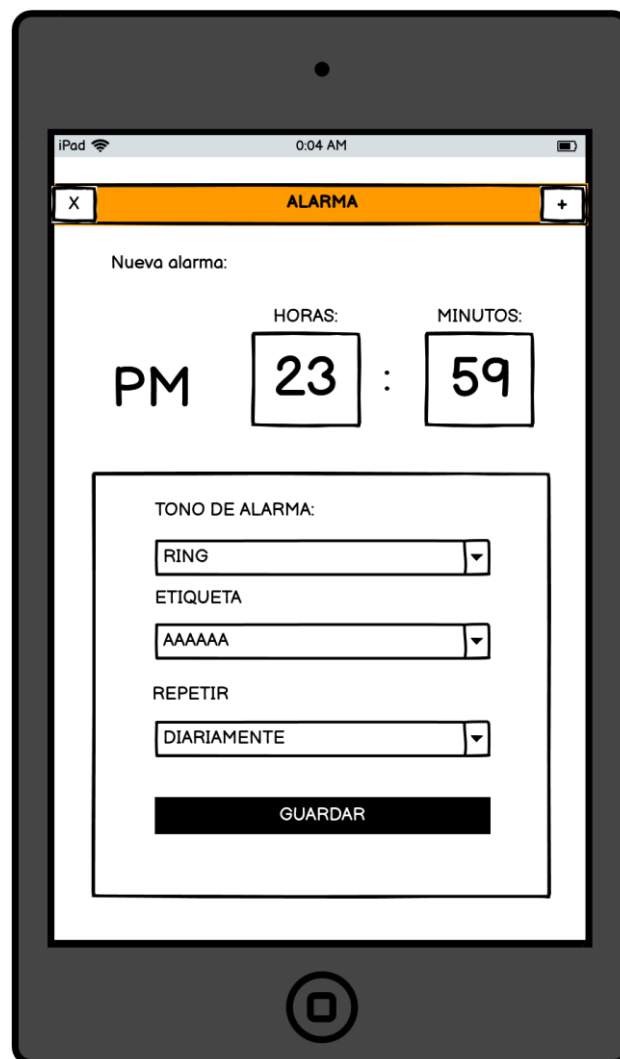 iPad 0:04 AM
X ALARMA +
Nueva alarma:
HORAS: MINUTOS:
PM 23 : 59
TONO DE ALARMA:
RING
ETIQUETA
AAAAAA
REPETIR
DIARIAMENTE
GUARDAR